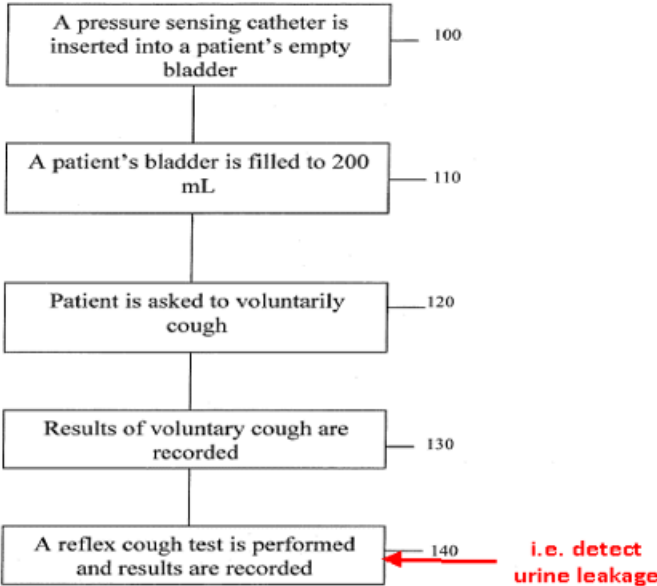 A pressure sensing catheter is
inserted into a patient's empty
bladder
100
A patient's bladder is filled to 200
mL
110
Patient is asked to voluntarily
cough
120
Results of voluntary cough are
recorded
130
A reflex cough test is performed
and results are recorded
140
i.e. detect
urine leakage